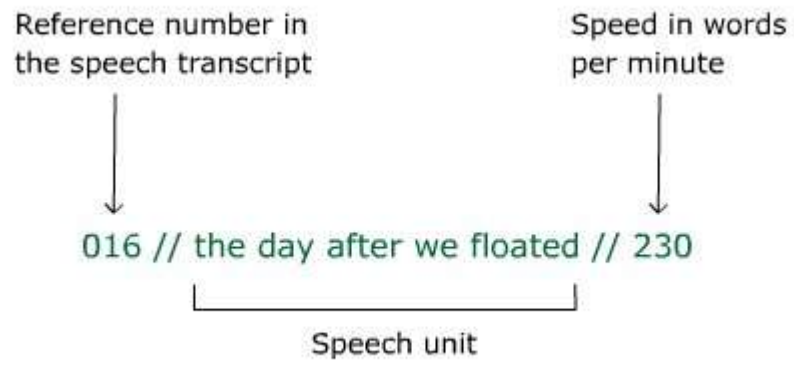 Reference number in
the speech transcript
Speed in words
per minute
016 // the day after we floated // 230
Speech unit